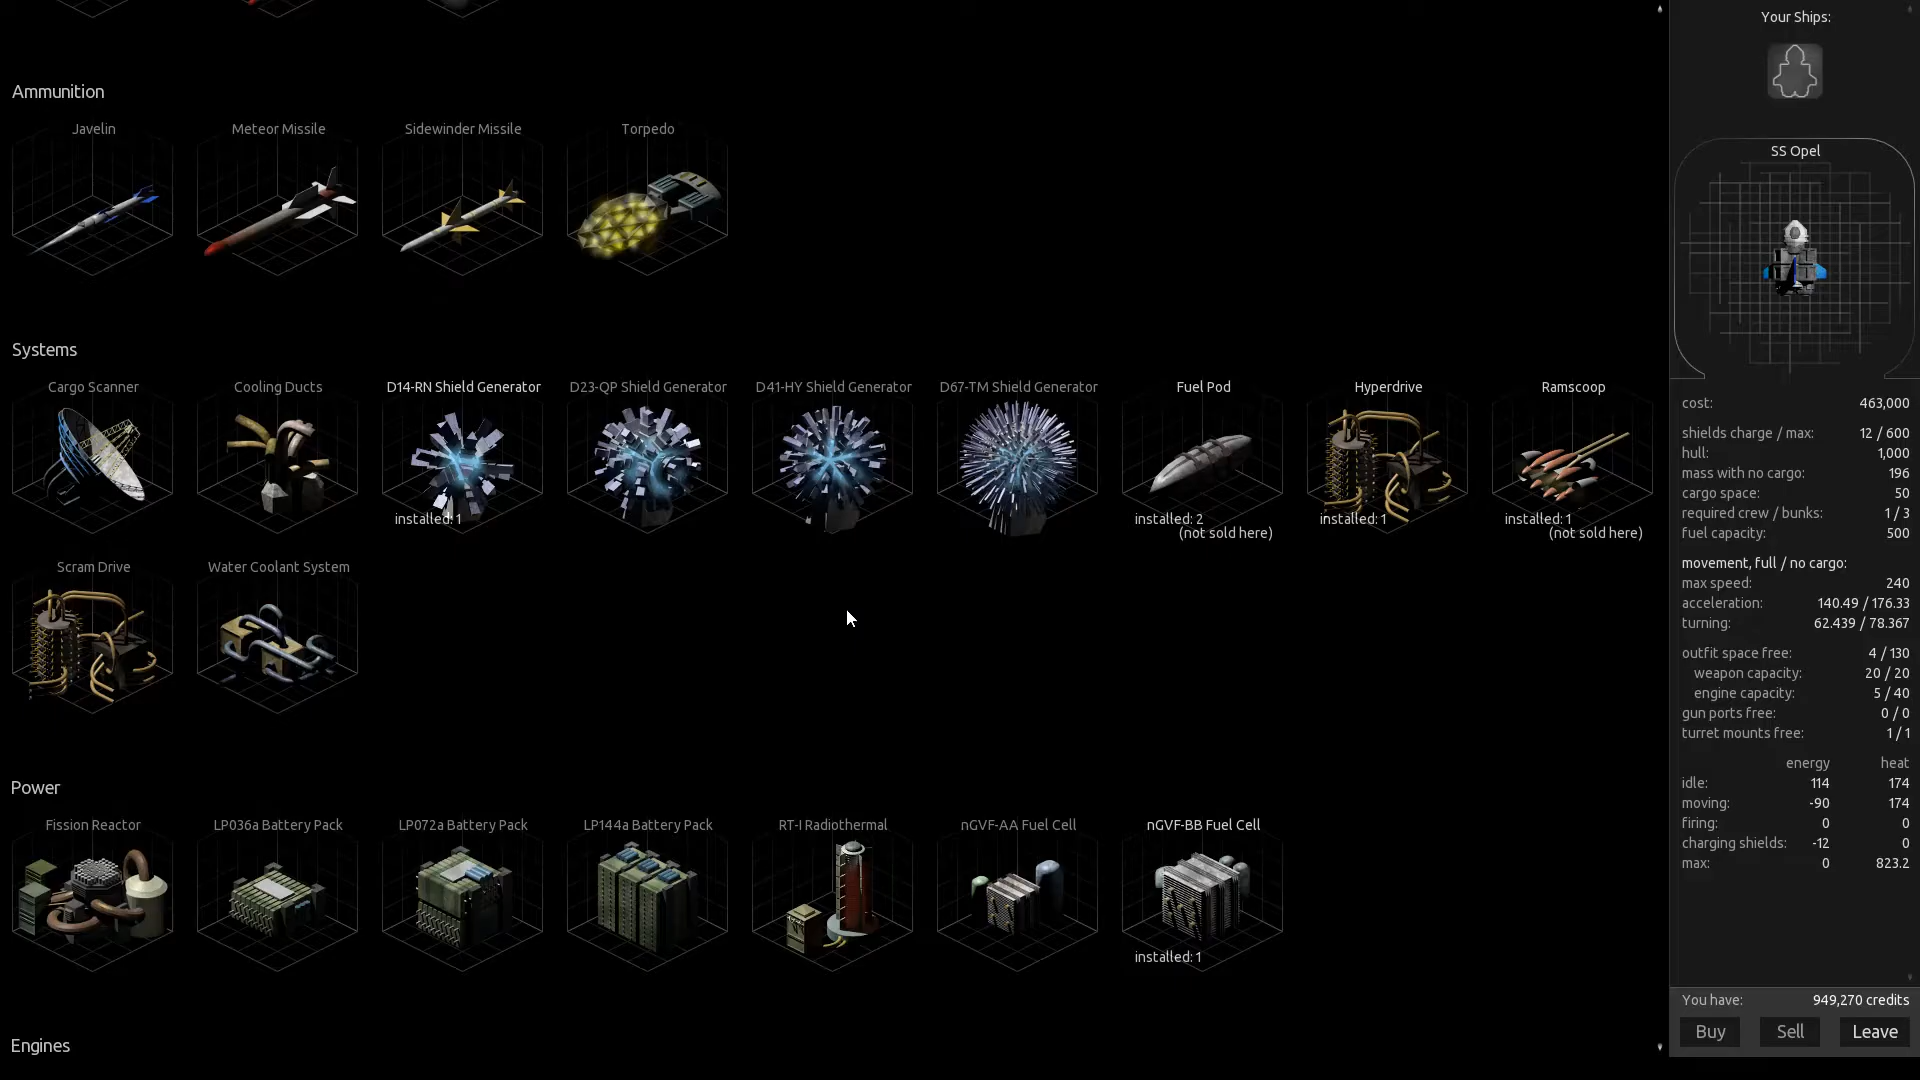 Ammunition
Javelin
Meteor Missile
Sidewinder Missile
Torpedo
Systems
Cargo Scanner
Cooling Ducts
D14-RN Shield Generator
D23-QP Shield Generator
D41-HY Shield Generator
D67-TM Shield Generator
Fuel Pod
Hyperdrive
Ramscoop
installed: 1
installed: 2
(not sold here)
installed: 1
installed: 1
(not sold here)
Scram Drive
Water Coolant System
Power
Fission Reactor
LP036a Battery Pack
LP072a Battery Pack
LP144a Battery Pack
RT-I Radiothermal
nGVF-AA Fuel Cell
nGVF-BB Fuel Cell
installed: 1
Engines
Your Ships:
SS Opel
cost: 463,000
shields charge / max: 12 / 600
hull: 1,000
mass with no cargo: 196
cargo space: 50
required crew / bunks: 1 / 3
fuel capacity: 500
movement, full / no cargo:
max speed: 240
acceleration: 140.49 / 176.33
turning: 62.439 / 78.367
outfit space free: 4 / 130
weapon capacity: 20 / 20
engine capacity: 5 / 40
gun ports free: 0 / 0
turret mounts free: 1 / 1
energy heat
idle: 114 174
moving: -90 174
firing: 0 0
charging shields: -12 0
max: 0 823.2
You have: 949,270 credits
Buy Sell Leave